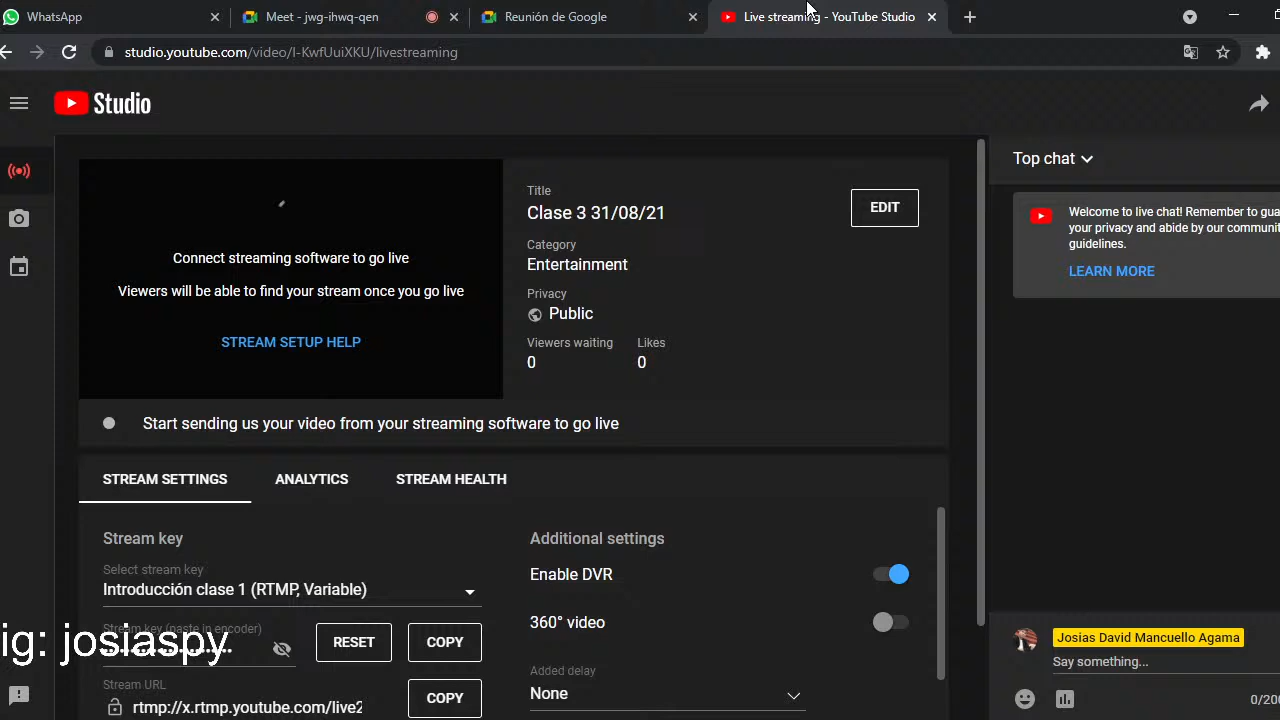 WhatsApp
Meet - jwg-ihwq-qen
Reunión de Google
Live streaming - YouTube Studio
studio.youtube.com/video/I-KwfUuiXKU/livestreaming
Studio
Connect streaming software to go live
Viewers will be able to find your stream once you go live
STREAM SETUP HELP
Title
Clase 3 31/08/21
EDIT
Category
Entertainment
Privacy
Public
Viewers waiting
Likes
0
0
Start sending us your video from your streaming software to go live
STREAM SETTINGS
ANALYTICS
STREAM HEALTH
Stream key
Select stream key
Introducción clase 1 (RTMP, Variable)
Stream key (paste in encoder)
RESET
COPY
Stream URL
rtmp://x.rtmp.youtube.com/live2
COPY
ig: josiaspy
Additional settings
Enable DVR
360° video
Added delay
None
Top chat
Welcome to live chat! Remember to gua
your privacy and abide by our communit
guidelines.
LEARN MORE
Josias David Mancuello Agama
Say something...
0/200